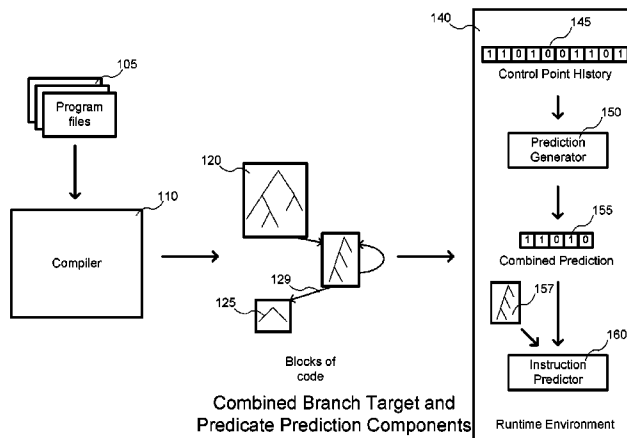 105
Program
files
110
Compiler
120
125
129
Blocks of
code
Combined Branch Target and
Predicate Prediction Components
140
145
1 1 0 1 0 0 1 1 0 1
Control Point History
150
Prediction
Generator
155
1 1 0 1 0
Combined Prediction
157
160
Instruction
Predictor
Runtime Environment